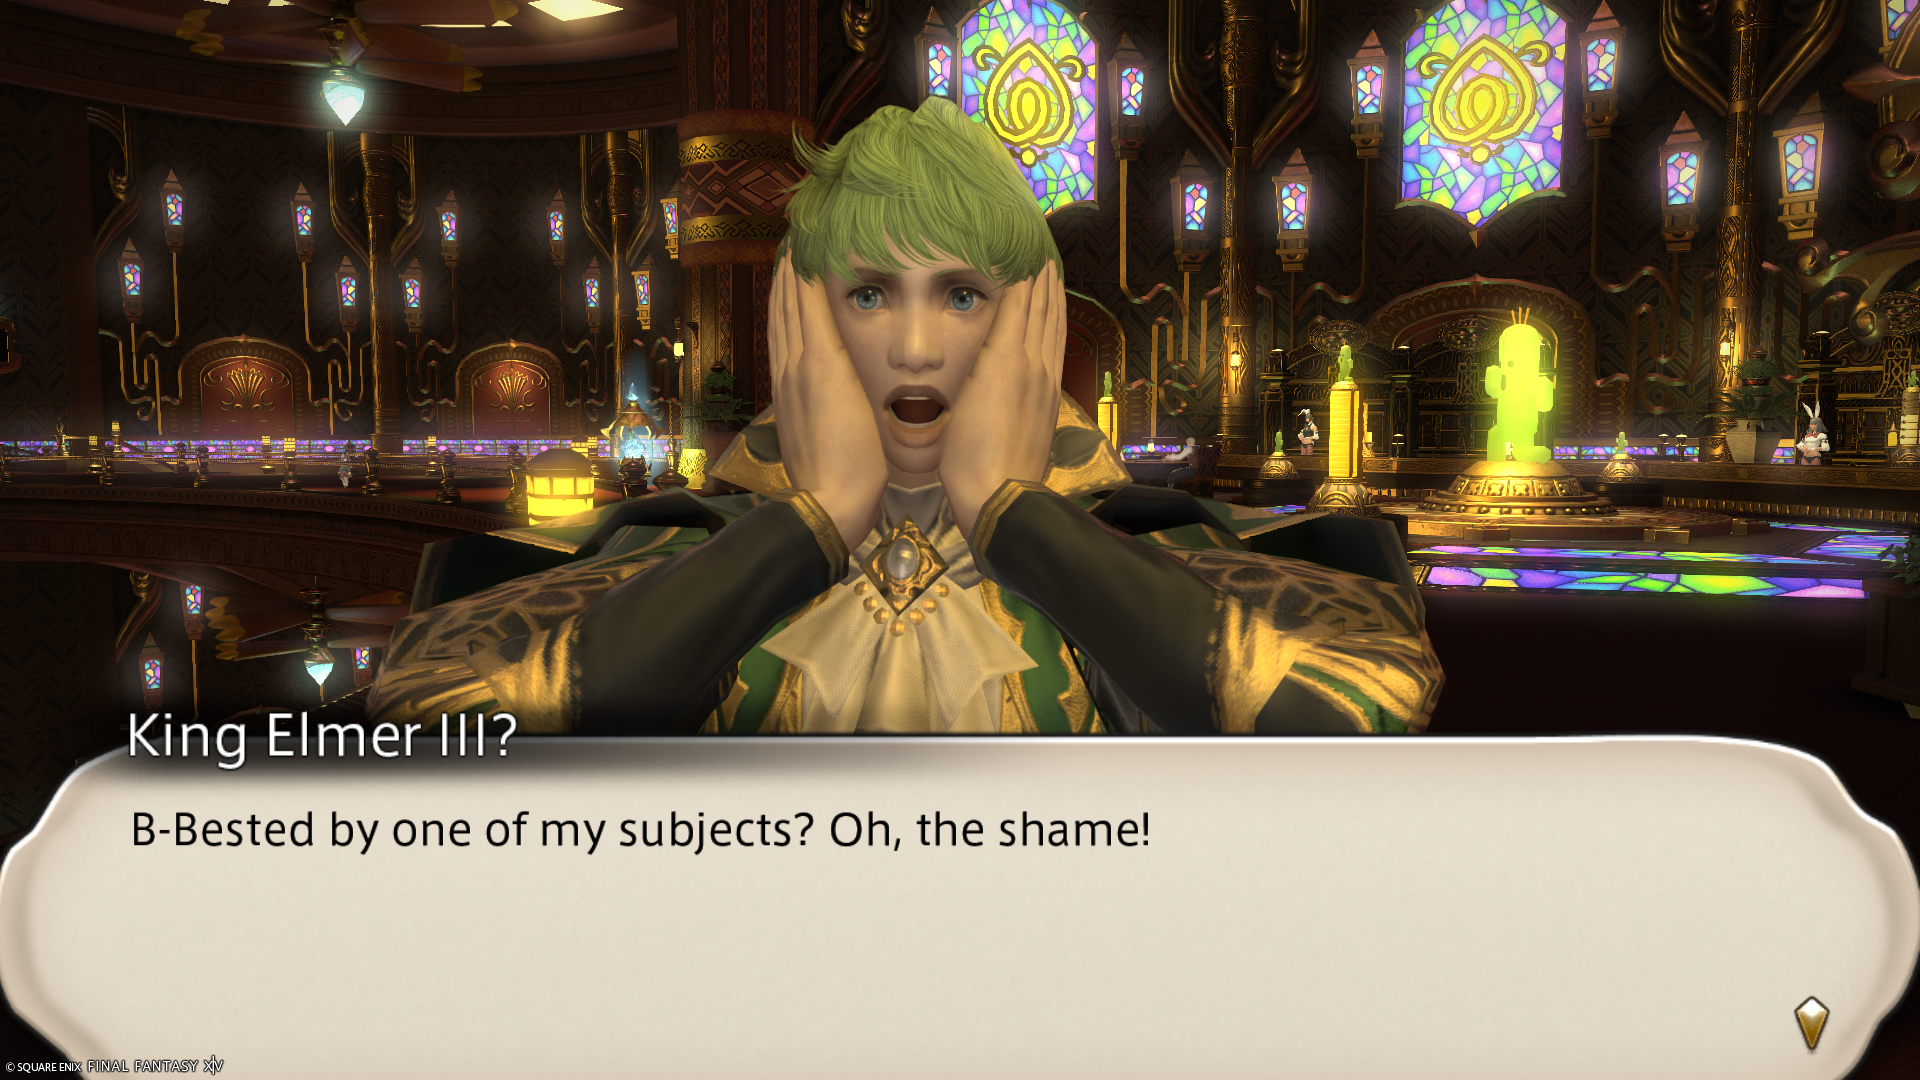 King Elmer III?
B-Bested by one of my subjects? Oh, the shame!
© SQUARE ENIX FINAL FANTASY XIV